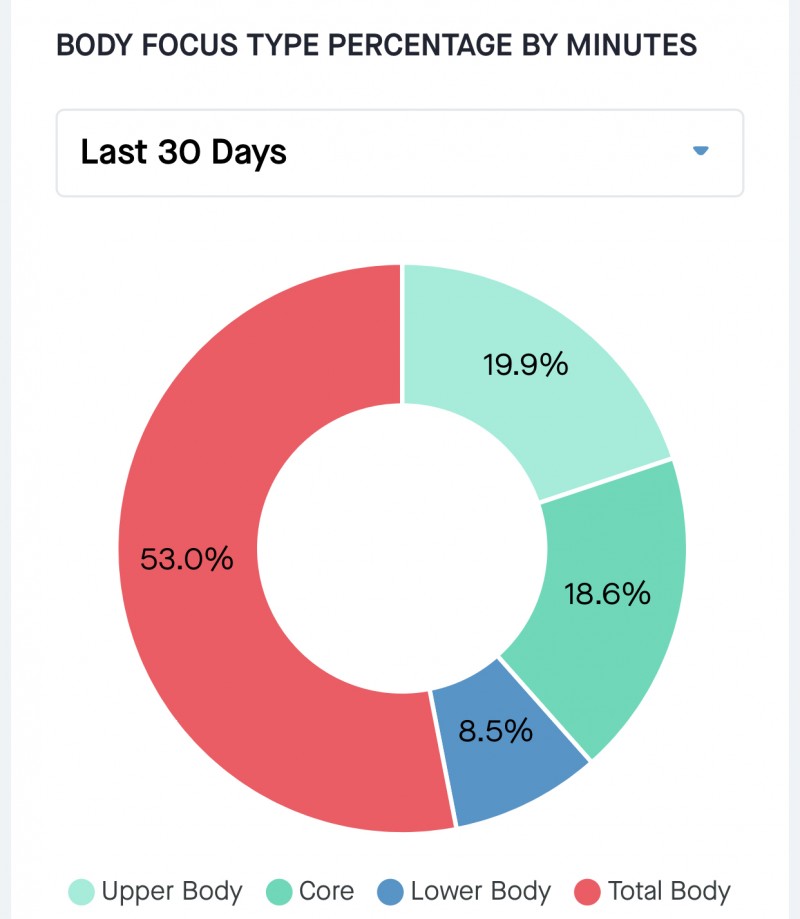 BODY FOCUS TYPE PERCENTAGE BY MINUTES
Last 30 Days
19.9%
53.0%
18.6%
8.5%
Upper Body Core Lower Body Total Body